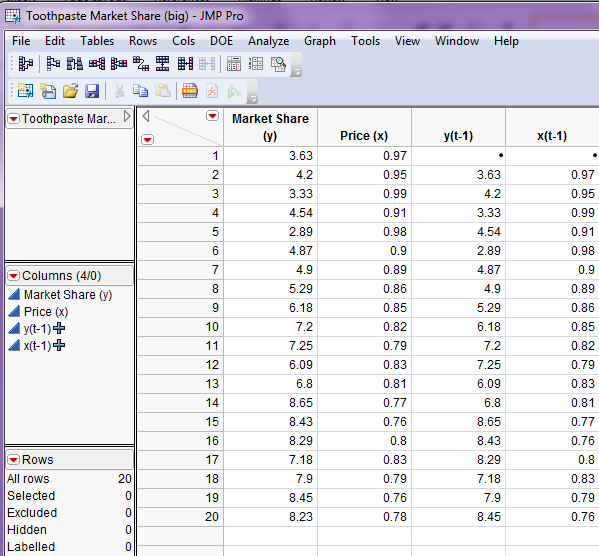 Toothpaste Market Share (big) - JMP Pro
File Edit Tables Rows Cols DOE Analyze Graph Tools View Window Help
Toothpaste Mar...
Market Share (y) Price (x) y(t-1) x(t-1)
1 3.63 0.97 • •
2 4.2 0.95 3.63 0.97
3 3.33 0.99 4.2 0.95
4 4.54 0.91 3.33 0.99
5 2.89 0.98 4.54 0.91
6 4.87 0.9 2.89 0.98
7 4.9 0.89 4.87 0.9
8 5.29 0.86 4.9 0.89
9 6.18 0.85 5.29 0.86
10 7.2 0.82 6.18 0.85
11 7.25 0.79 7.2 0.82
12 6.09 0.83 7.25 0.79
13 6.8 0.81 6.09 0.83
14 8.65 0.77 6.8 0.81
15 8.43 0.76 8.65 0.77
16 8.29 0.8 8.43 0.76
17 7.18 0.83 8.29 0.8
18 7.9 0.79 7.18 0.83
19 8.45 0.76 7.9 0.79
20 8.23 0.78 8.45 0.76
Columns (4/0)
Market Share (y)
Price (x)
y(t-1)
x(t-1)
Rows
All rows 20
Selected 0
Excluded 0
Hidden 0
Labelled 0